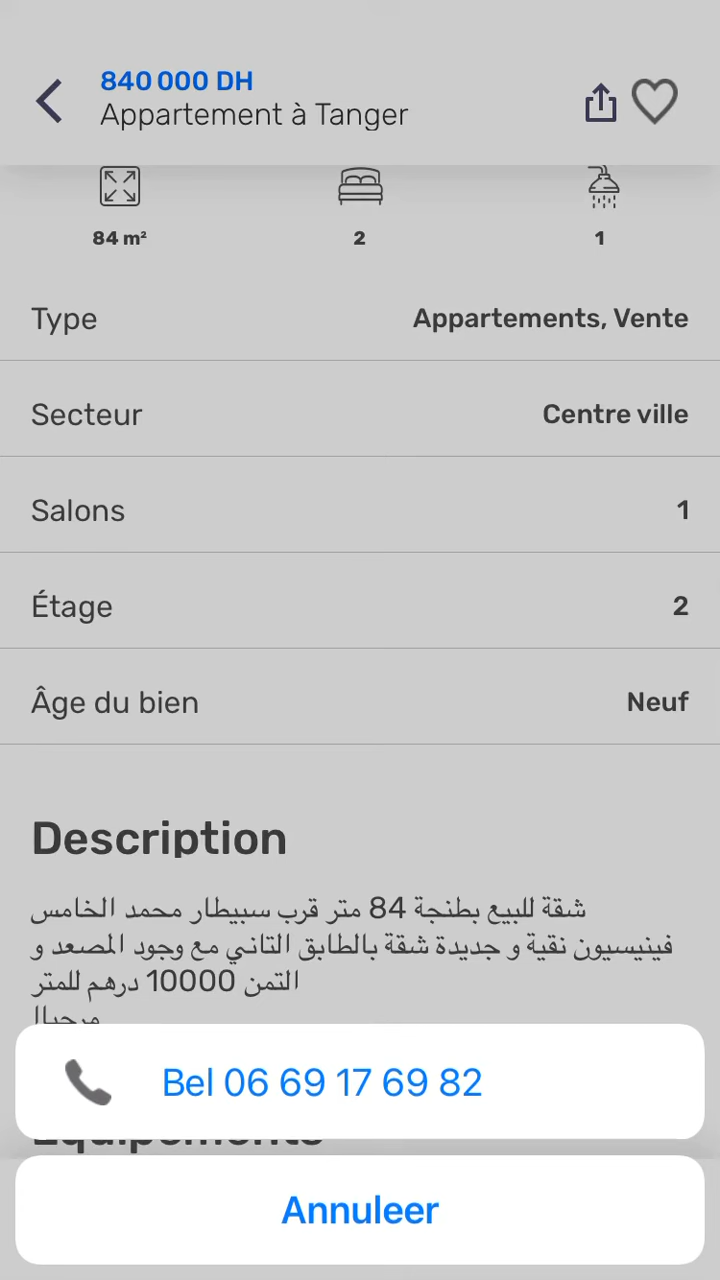 840 000 DH
Appartement à Tanger
84 m²
2
1
Type
Appartements, Vente
Secteur
Centre ville
Salons
1
Étage
2
Âge du bien
Neuf
Description
شقة للبيع بطنجة 84 متر قرب سبيطار محمد الخامس
فينيسيون نقية و جديدة شقة بالطابق التاني مع وجود المصعد و
التمن 10000 درهم للمتر
Bel 06 69 17 69 82
Annuleer